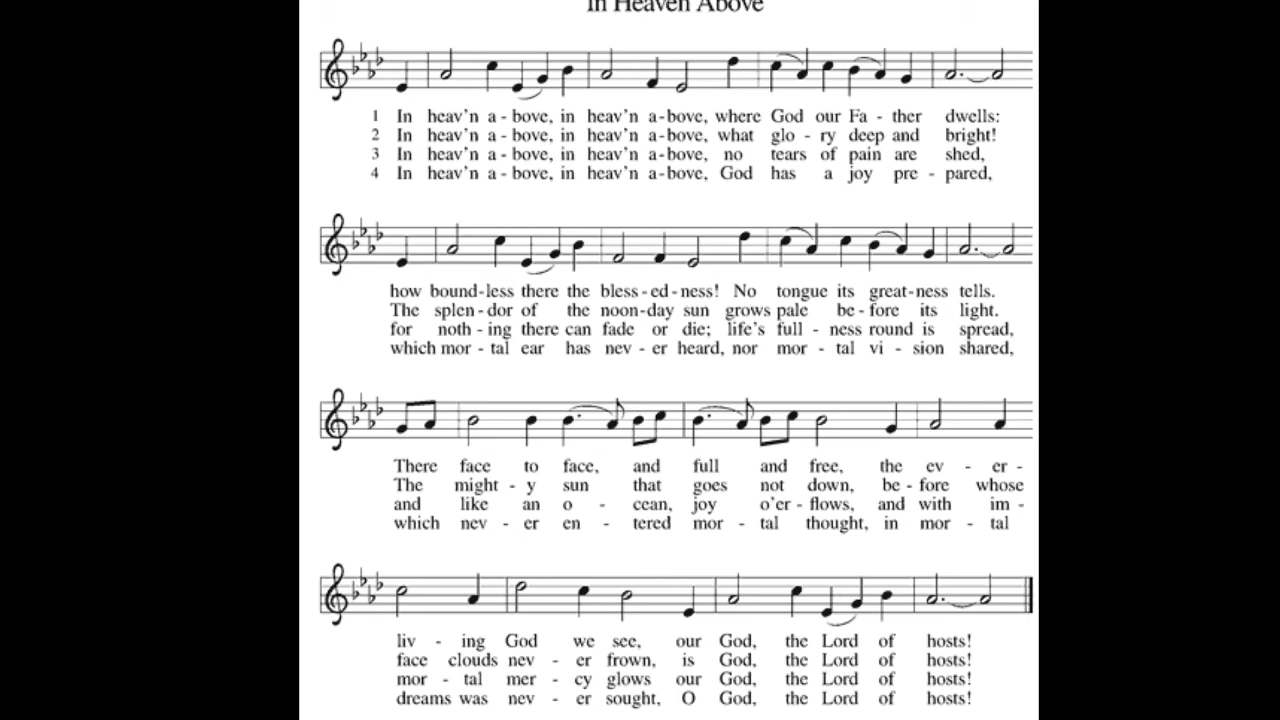 In Heaven Above
1 In heav'n a - bove, in heav'n a - bove, where God our Fa - ther dwells:
2 In heav'n a - bove, in heav'n a - bove, what glo - ry deep and bright!
3 In heav'n a - bove, in heav'n a - bove, no tears of pain are shed,
4 In heav'n a - bove, in heav'n a - bove, God has a joy pre - pared,
how bound - less there the bless - ed - ness! No tongue its great - ness tells.
The splen - dor of the noon - day sun grows pale be - fore its light.
for noth - ing there can fade or die; life's full - ness round is spread,
which mor - tal ear has nev - er heard, nor mor - tal vi - sion shared,
There face to face, and full and free, the ev - er -
The might - y sun that goes not down, be - fore whose
and like an o - cean, joy o'er - flows, and with im -
which nev - er en - tered mor - tal thought, in mor - tal
liv - ing God we see, our God, the Lord of hosts!
face clouds nev - er frown, is God, the Lord of hosts!
mor - tal mer - cy glows our God, the Lord of hosts!
dreams was nev - er sought, O God, the Lord of hosts!